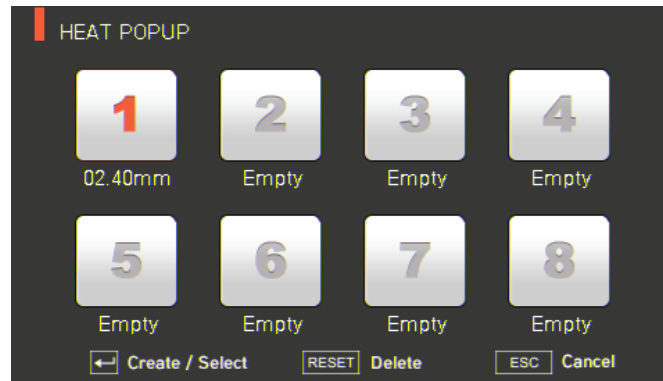 HEAT POPUP
1 2 3 4
02.40mm Empty Empty Empty
5 6 7 8
Empty Empty Empty Empty
Create / Select RESET Delete ESC Cancel